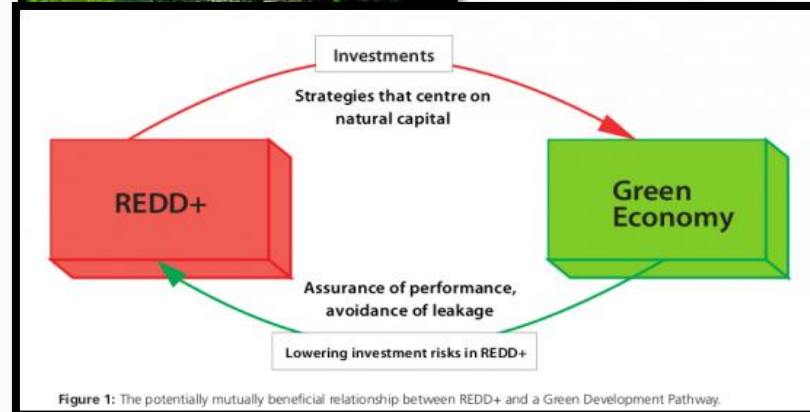 Investments
Strategies that centre on
natural capital
REDD+
Green
Economy
Assurance of performance,
avoidance of leakage
Lowering investment risks in REDD+
Figure 1: The potentially mutually beneficial relationship between REDD+ and a Green Development Pathway.